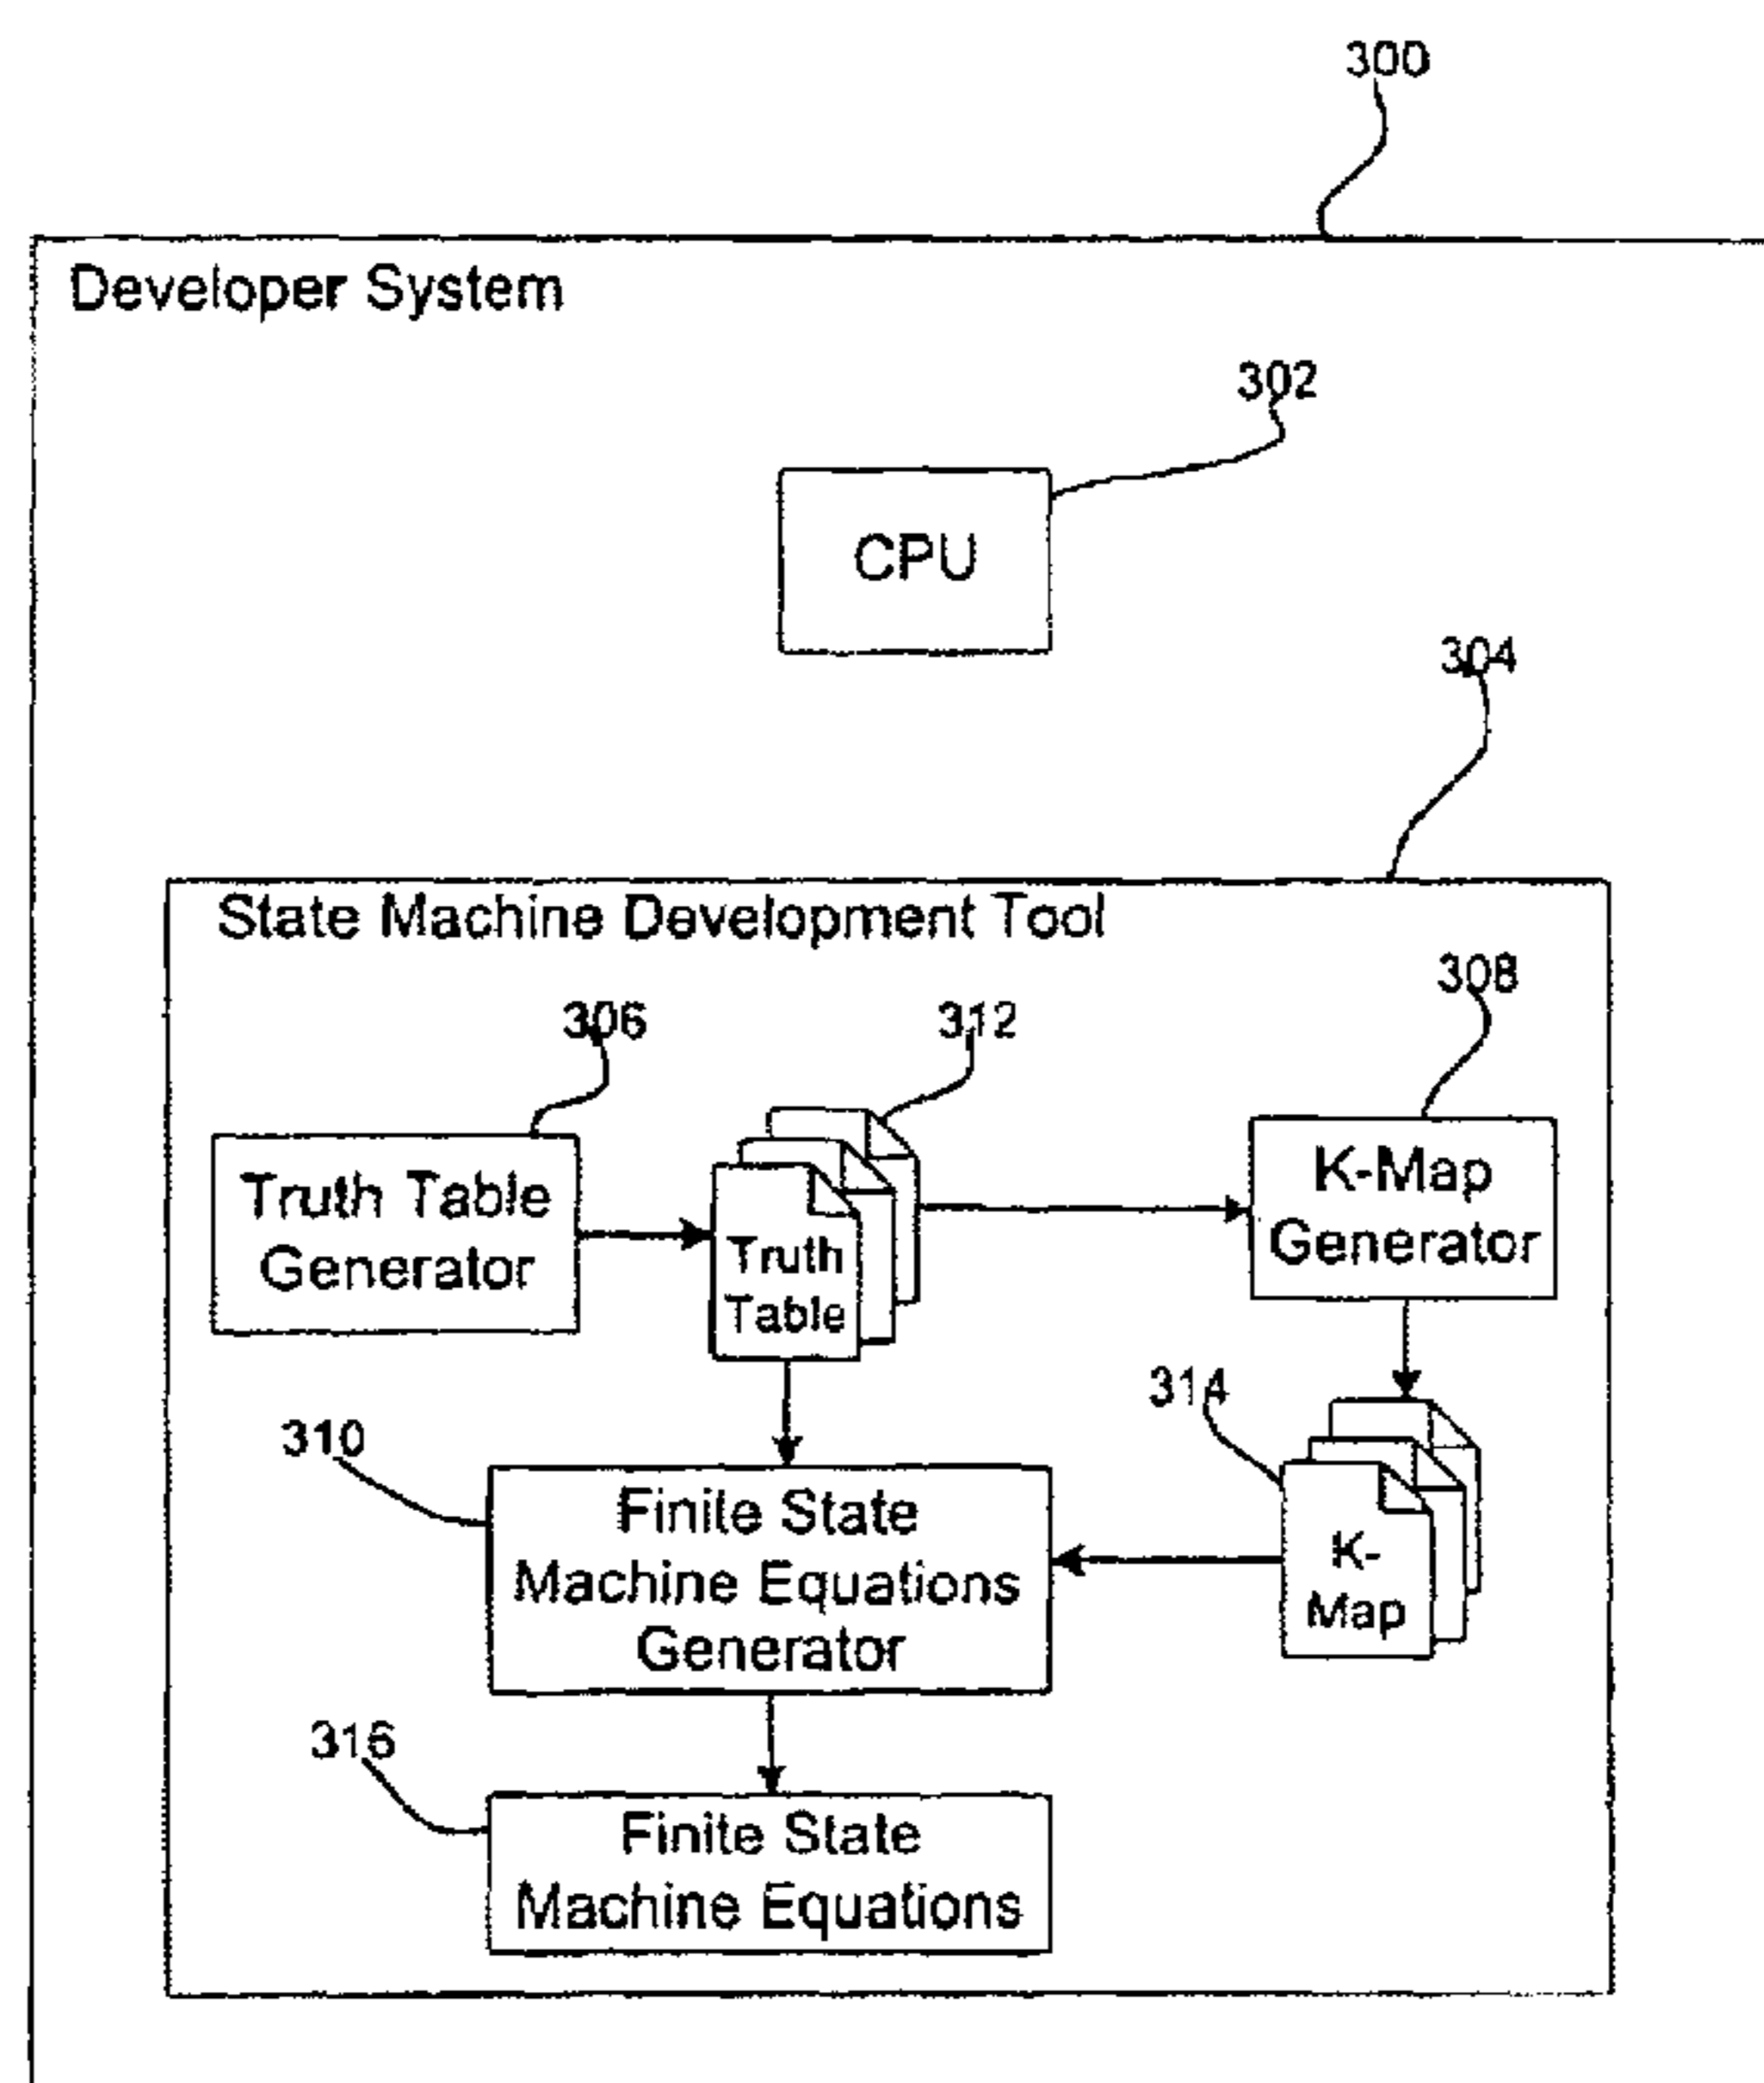 300
Developer System
302
CPU
304
State Machine Development Tool
308
306
312
Truth Table
Generator
K-Map
Generator
Truth
Table
314
310
Finite State
Machine Equations
Generator
K-
Map
316
Finite State
Machine Equations